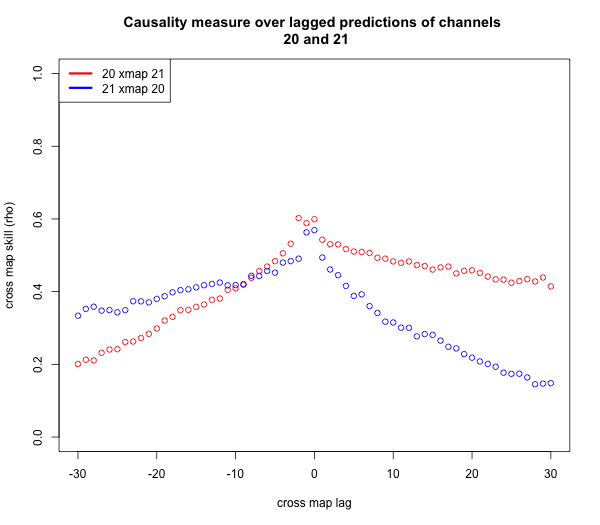 Causality measure over lagged predictions of channels
20 and 21
20 xmap 21
21 xmap 20
1.0
0.8
0.6
0.4
0.2
0.0
cross map skill (rho)
-30 -20 -10 0 10 20 30
cross map lag